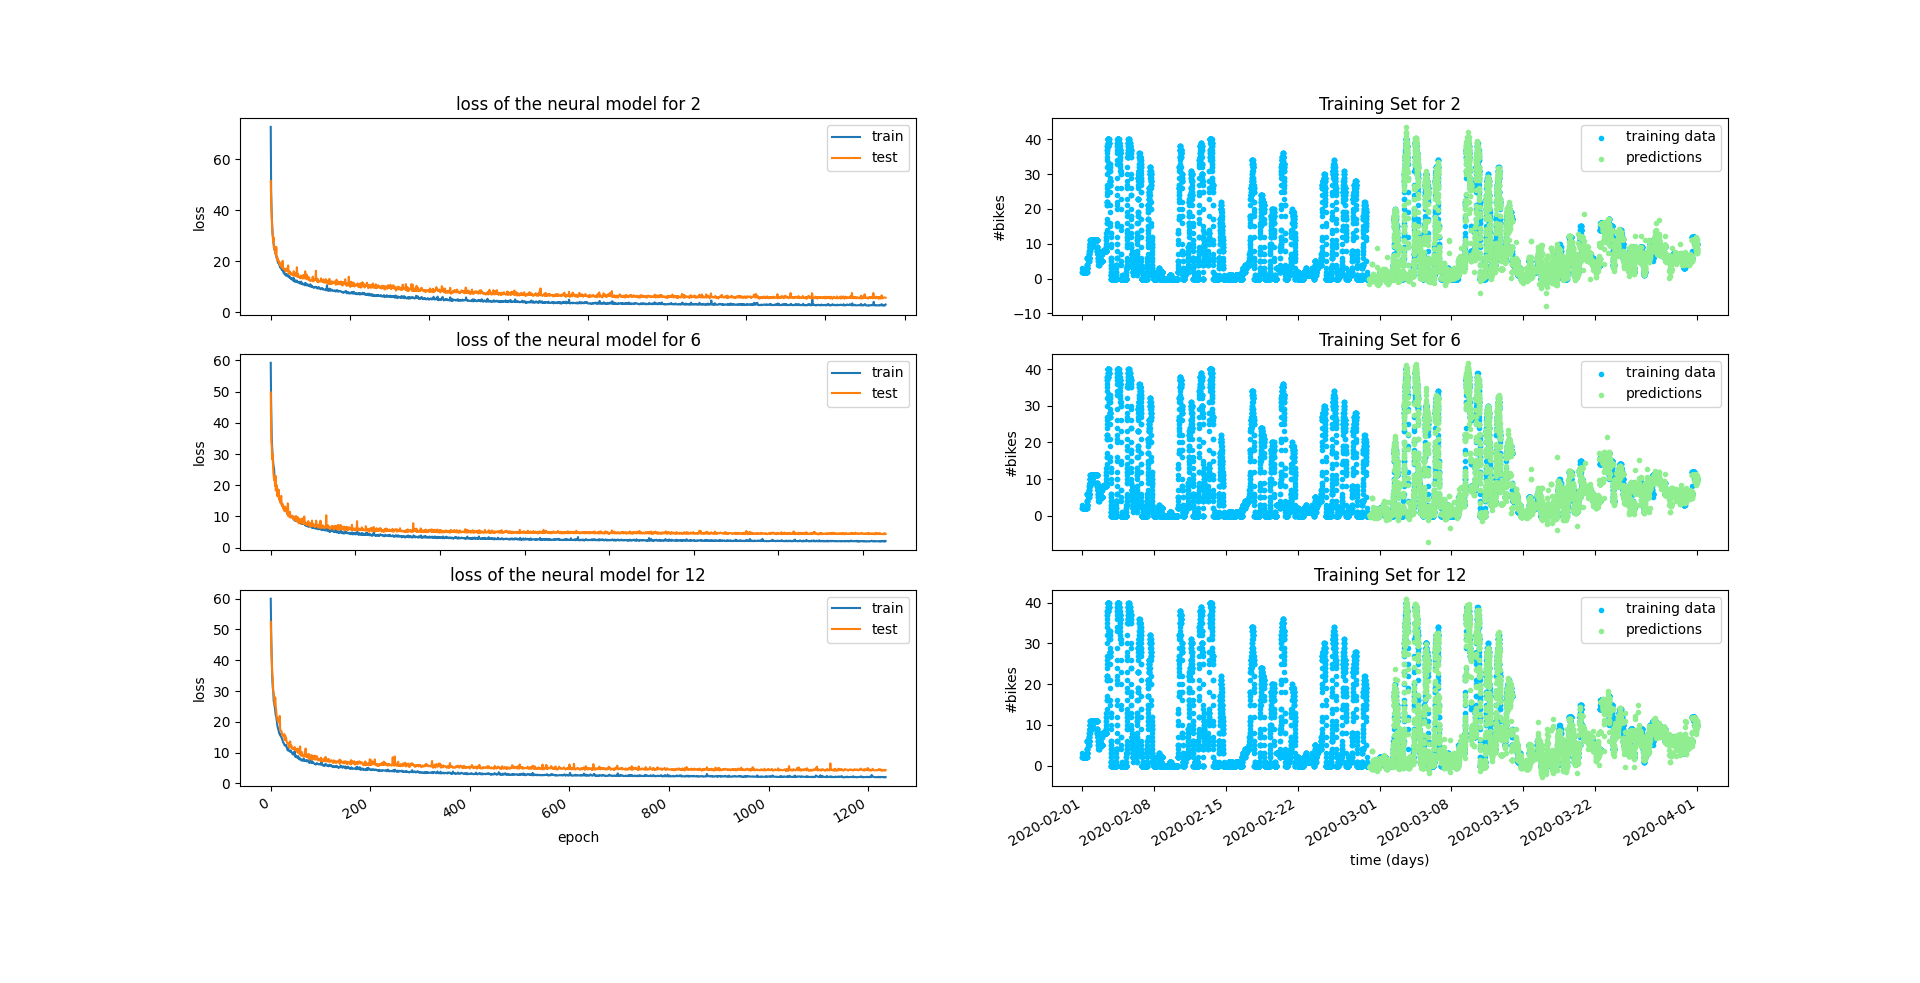 loss of the neural model for 2
train
test
60
40
20
0
loss
Training Set for 2
training data
predictions
40
30
20
10
0
−10
#bikes
loss of the neural model for 6
train
test
60
50
40
30
20
10
0
loss
Training Set for 6
training data
predictions
40
30
20
10
0
#bikes
loss of the neural model for 12
train
test
60
50
40
30
20
10
0
loss
0
200
400
600
800
1000
1200
epoch
Training Set for 12
training data
predictions
40
30
20
10
0
#bikes
2020-02-01
2020-02-08
2020-02-15
2020-02-22
2020-03-01
2020-03-08
2020-03-15
2020-03-22
2020-04-01
time (days)